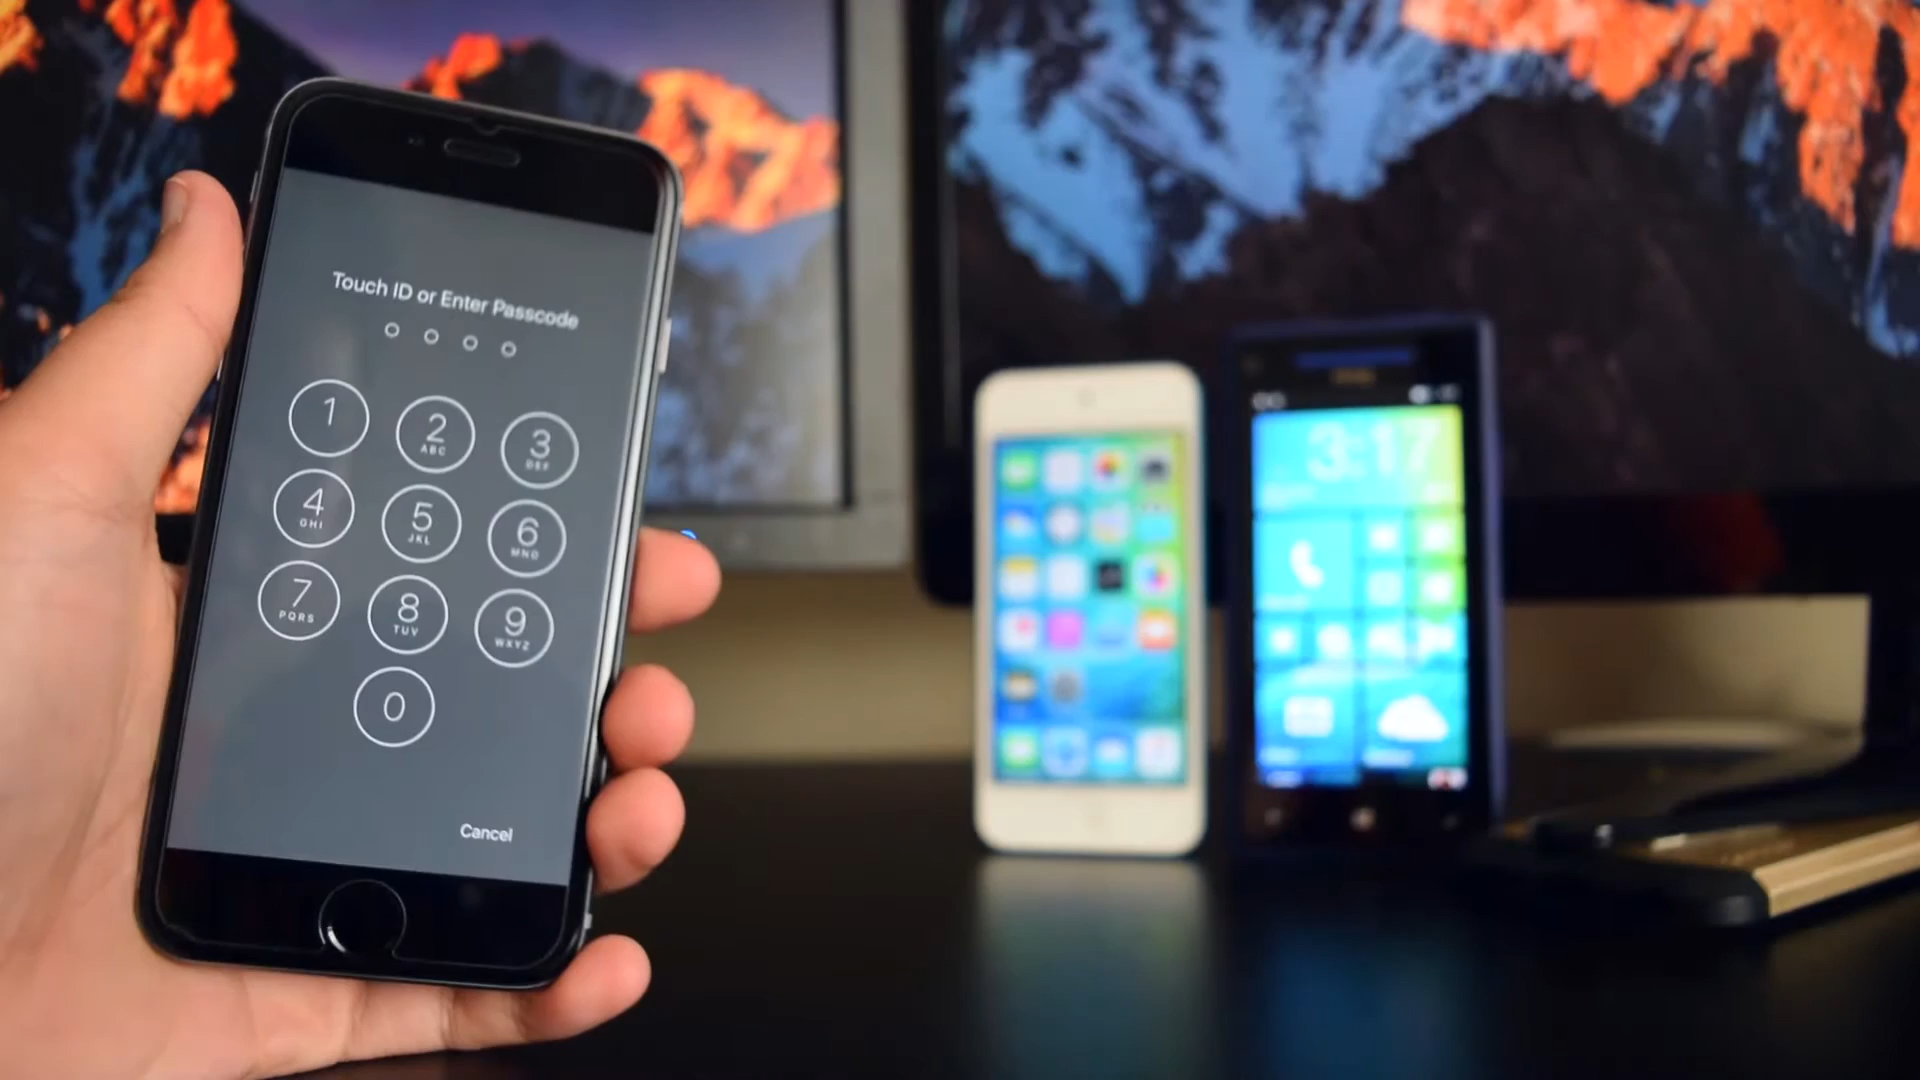 Touch ID or Enter Passcode
1
2
ABC
3
DEF
4
GHI
5
JKL
6
MNO
7
PQRS
8
TUV
9
WXYZ
0
Cancel
3:17